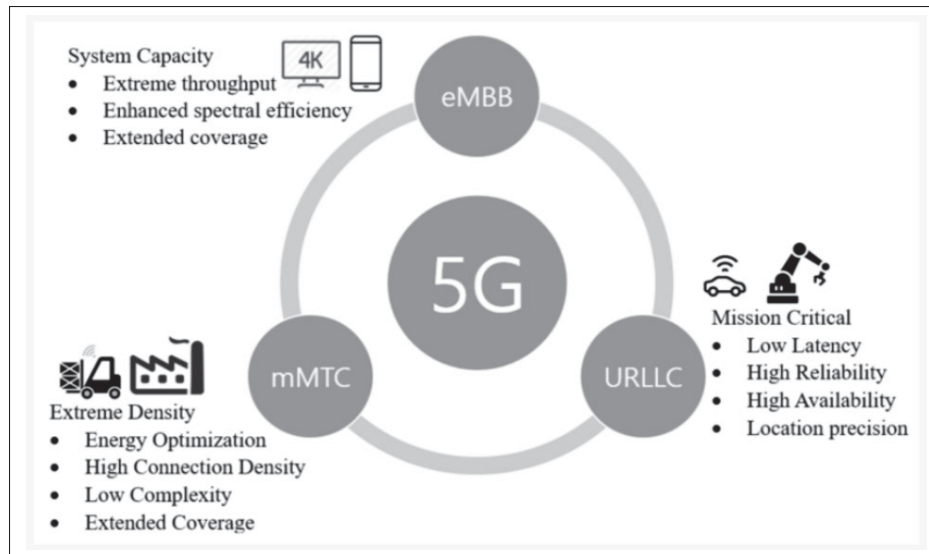 System Capacity
• Extreme throughput
• Enhanced spectral efficiency
• Extended coverage
4K
eMBB
5G
mMTC
URLLC
Mission Critical
• Low Latency
• High Reliability
• High Availability
• Location precision
Extreme Density
• Energy Optimization
• High Connection Density
• Low Complexity
• Extended Coverage